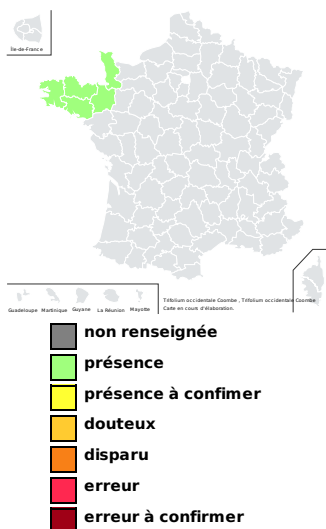 Île-de-France
Guadeloupe Martinique Guyane La Réunion Mayotte
Trifolium occidentale Coombe , Trifolium occidentale Coombe
Carte en cours d'élaboration.
non renseignée
présence
présence à confimer
douteux
disparu
erreur
erreur à confirmer